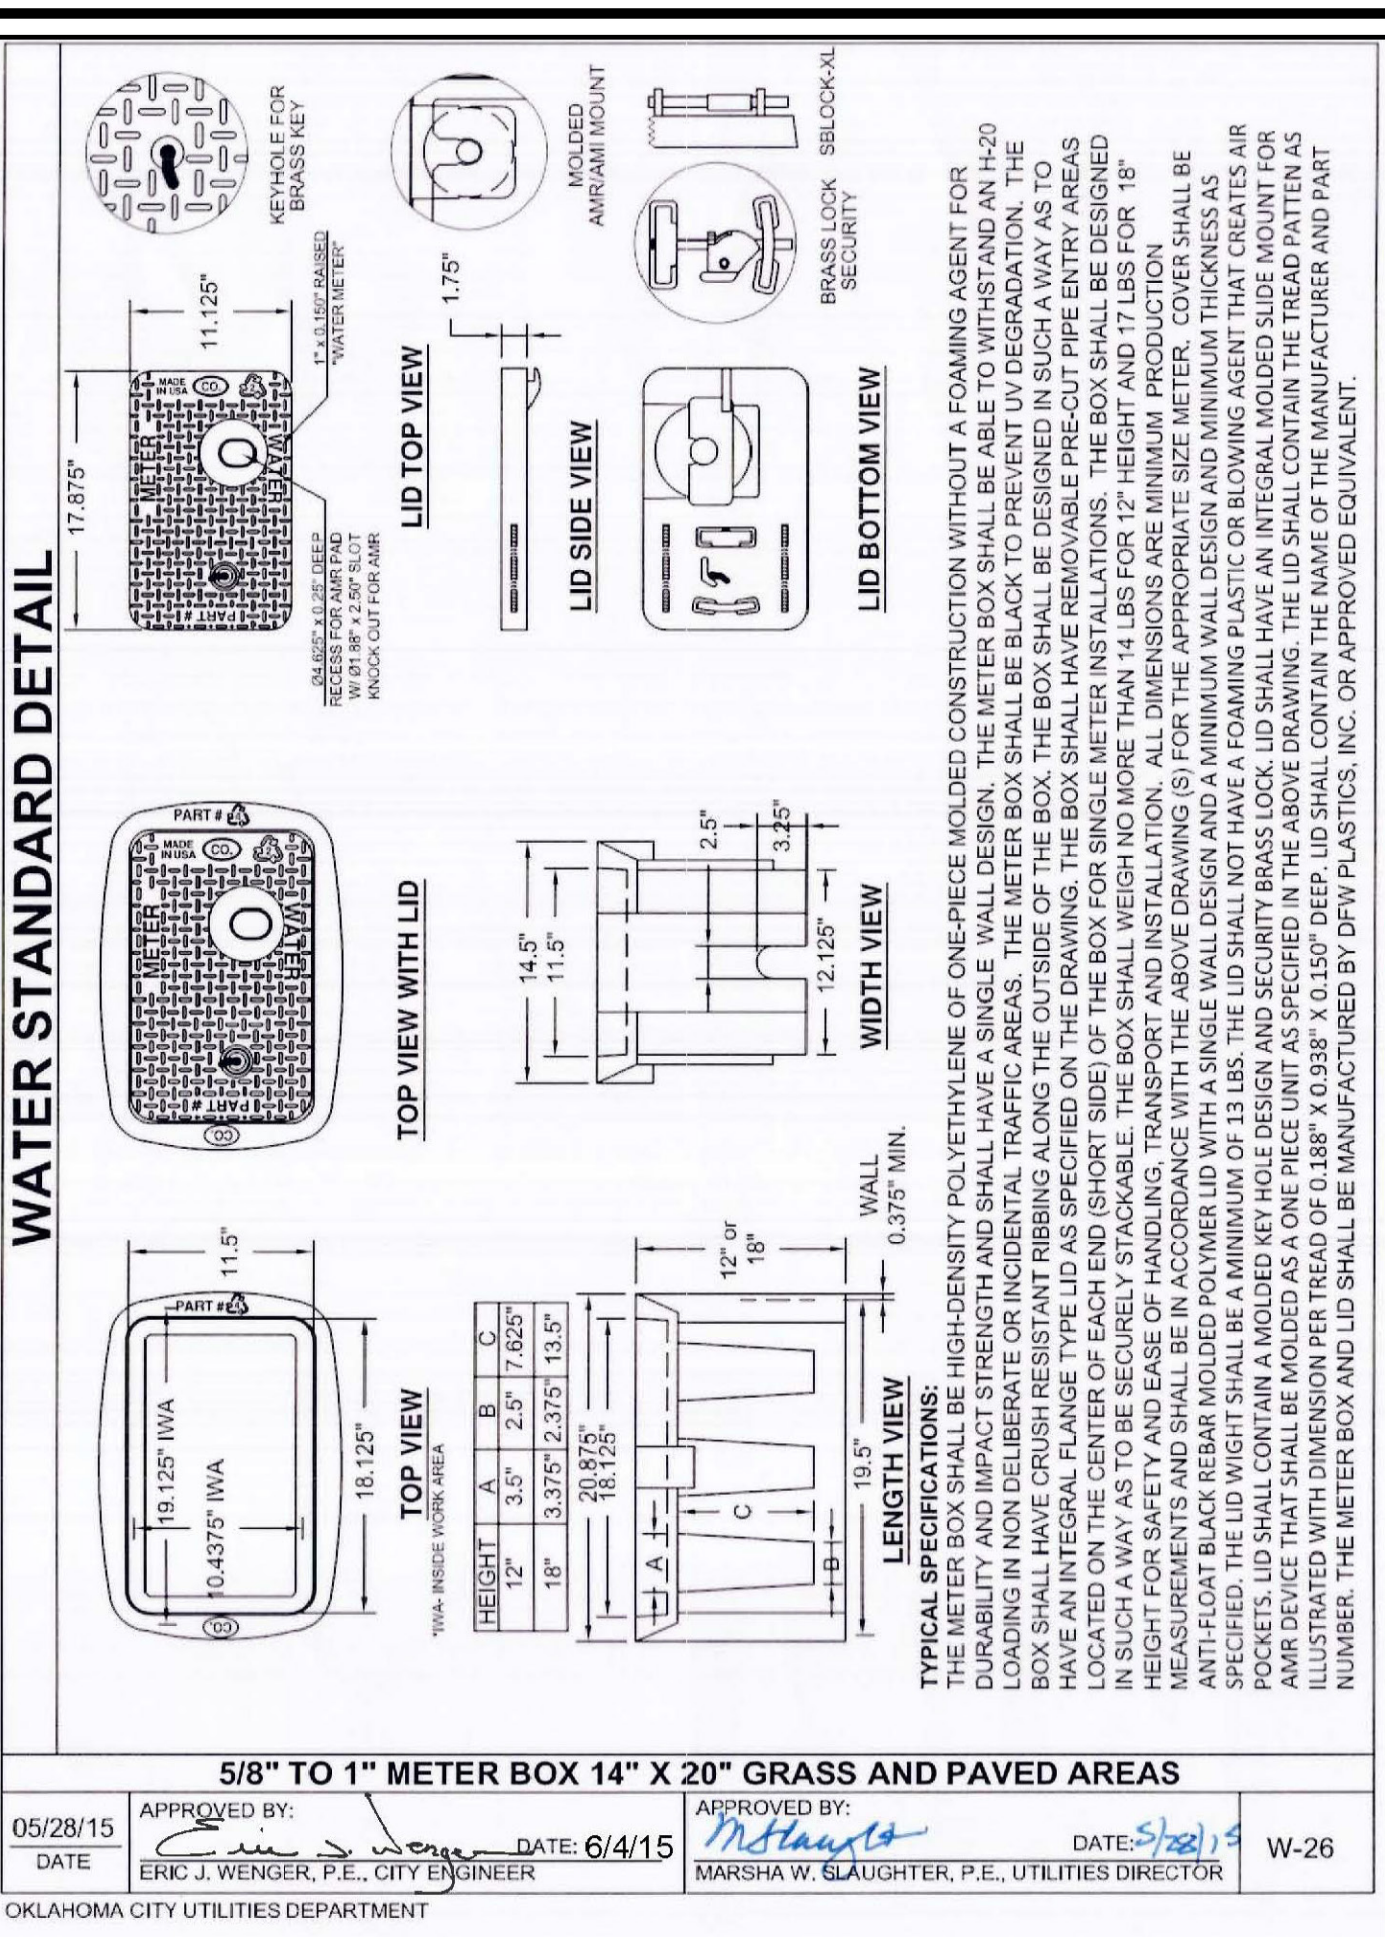 WATER STANDARD DETAIL
PART #
19.125" IWA
10.4375" IWA
11.5"
18.125"
TOP VIEW
*IWA- INSIDE WORK AREA
PART #
METER
MADE
IN USA
CO.
WATER
PART #
TOP VIEW WITH LID
17.875"
11.125"
METER
MADE
IN USA
CO.
WATER
PART #
1" x 0.150" RAISED
"WATER METER"
Ø4.625" x 0.25" DEEP
RECESS FOR AMR PAD
W/ Ø1.88" x 2.50" SLOT
KNOCK OUT FOR AMR
LID TOP VIEW
KEYHOLE FOR
BRASS KEY
1.75"
LID SIDE VIEW
MOLDED
AMR/AMI MOUNT
LID BOTTOM VIEW
BRASS LOCK
SECURITY
SBLOCK-XL
HEIGHT A B C
12" 3.5" 2.5" 7.625"
18" 3.375" 2.375" 13.5"
20.875"
18.125"
A
B
C
12" or
18"
19.5"
WALL
0.375" MIN.
LENGTH VIEW
14.5"
11.5"
2.5"
3.25"
12.125"
WIDTH VIEW
TYPICAL SPECIFICATIONS:
THE METER BOX SHALL BE HIGH-DENSITY POLYETHYLENE OF ONE-PIECE MOLDED CONSTRUCTION WITHOUT A FOAMING AGENT FOR
DURABILITY AND IMPACT STRENGTH AND SHALL HAVE A SINGLE WALL DESIGN. THE METER BOX SHALL BE ABLE TO WITHSTAND AN H-20
LOADING IN NON DELIBERATE OR INCIDENTAL TRAFFIC AREAS. THE METER BOX SHALL BE BLACK TO PREVENT UV DEGRADATION. THE
BOX SHALL HAVE CRUSH RESISTANT RIBBING ALONG THE OUTSIDE OF THE BOX. THE BOX SHALL BE DESIGNED IN SUCH A WAY AS TO
HAVE AN INTEGRAL FLANGE TYPE LID AS SPECIFIED ON THE DRAWING. THE BOX SHALL HAVE REMOVABLE PRE-CUT PIPE ENTRY AREAS
LOCATED ON THE CENTER OF EACH END (SHORT SIDE) OF THE BOX FOR SINGLE METER INSTALLATIONS. THE BOX SHALL BE DESIGNED
IN SUCH A WAY AS TO BE SECURELY STACKABLE. THE BOX SHALL WEIGH NO MORE THAN 14 LBS FOR 12" HEIGHT AND 17 LBS FOR 18"
HEIGHT FOR SAFETY AND EASE OF HANDLING, TRANSPORT AND INSTALLATION. ALL DIMENSIONS ARE MINIMUM PRODUCTION
MEASUREMENTS AND SHALL BE IN ACCORDANCE WITH THE ABOVE DRAWING (S) FOR THE APPROPRIATE SIZE METER. COVER SHALL BE
ANTI-FLOAT BLACK REBAR MOLDED POLYMER LID WITH A SINGLE WALL DESIGN AND A MINIMUM WALL DESIGN AND MINIMUM THICKNESS AS
SPECIFIED. THE LID WIGHT SHALL BE A MINIMUM OF 13 LBS. THE LID SHALL NOT HAVE A FOAMING PLASTIC OR BLOWING AGENT THAT CREATES AIR
POCKETS. LID SHALL CONTAIN A MOLDED KEY HOLE DESIGN AND SECURITY BRASS LOCK. LID SHALL HAVE AN INTEGRAL MOLDED SLIDE MOUNT FOR
AMR DEVICE THAT SHALL BE MOLDED AS A ONE PIECE UNIT AS SPECIFIED IN THE ABOVE DRAWING. THE LID SHALL CONTAIN THE TREAD PATTEN AS
ILLUSTRATED WITH DIMENSION PER TREAD OF 0.188" X 0.938" X 0.150" DEEP. LID SHALL CONTAIN THE NAME OF THE MANUFACTURER AND PART
NUMBER. THE METER BOX AND LID SHALL BE MANUFACTURED BY DFW PLASTICS, INC. OR APPROVED EQUIVALENT.
5/8" TO 1" METER BOX 14" X 20" GRASS AND PAVED AREAS
05/28/15
DATE
APPROVED BY:
Eric J. Wenger DATE: 6/4/15
ERIC J. WENGER, P.E., CITY ENGINEER
APPROVED BY:
MSlaughter DATE: 5/28/15
MARSHA W. SLAUGHTER, P.E., UTILITIES DIRECTOR
W-26
OKLAHOMA CITY UTILITIES DEPARTMENT